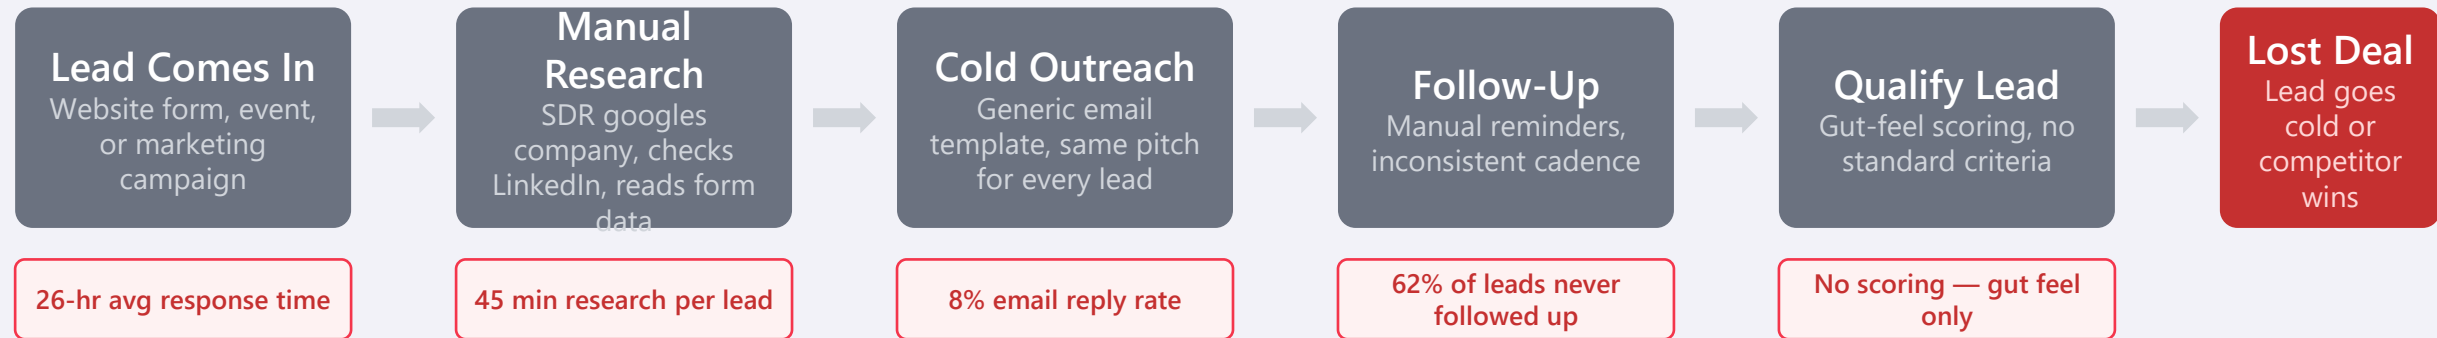 Lead Comes In
Website form, event,
or marketing
campaign
Manual
Research
SDR googles
company, checks
LinkedIn, reads form
data
Cold Outreach
Generic email
template, same pitch
for every lead
Follow-Up
Manual reminders,
inconsistent cadence
Qualify Lead
Gut-feel scoring, no
standard criteria
Lost Deal
Lead goes
cold or
competitor
wins
26-hr avg response time
45 min research per lead
8% email reply rate
62% of leads never
followed up
No scoring — gut feel
only